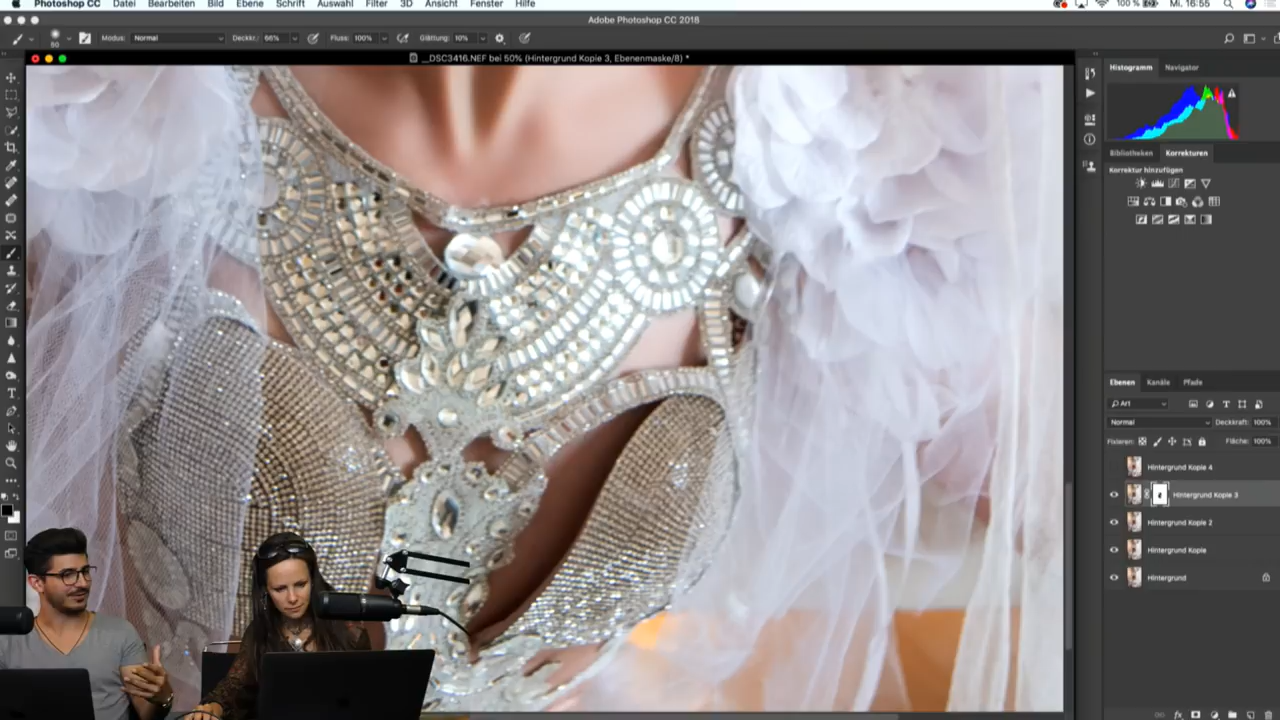 Photoshop CC Datei Bearbeiten Bild Ebene Schrift Auswahl Filter 3D Ansicht Fenster Hilfe 100 % Mi. 16:55
Adobe Photoshop CC 2018
80 Modus: Normal Deckkr.: 66% Fluss: 100% Glättung: 10%
__DSC3416.NEF bei 50% (Hintergrund Kopie 3, Ebenenmaske/8) *
Histogramm Navigator
Bibliotheken Korrekturen
Korrektur hinzufügen
Ebenen Kanäle Pfade
Art
Normal Deckkraft: 100%
Fixieren: Fläche: 100%
Hintergrund Kopie 4
Hintergrund Kopie 3
Hintergrund Kopie 2
Hintergrund Kopie
Hintergrund